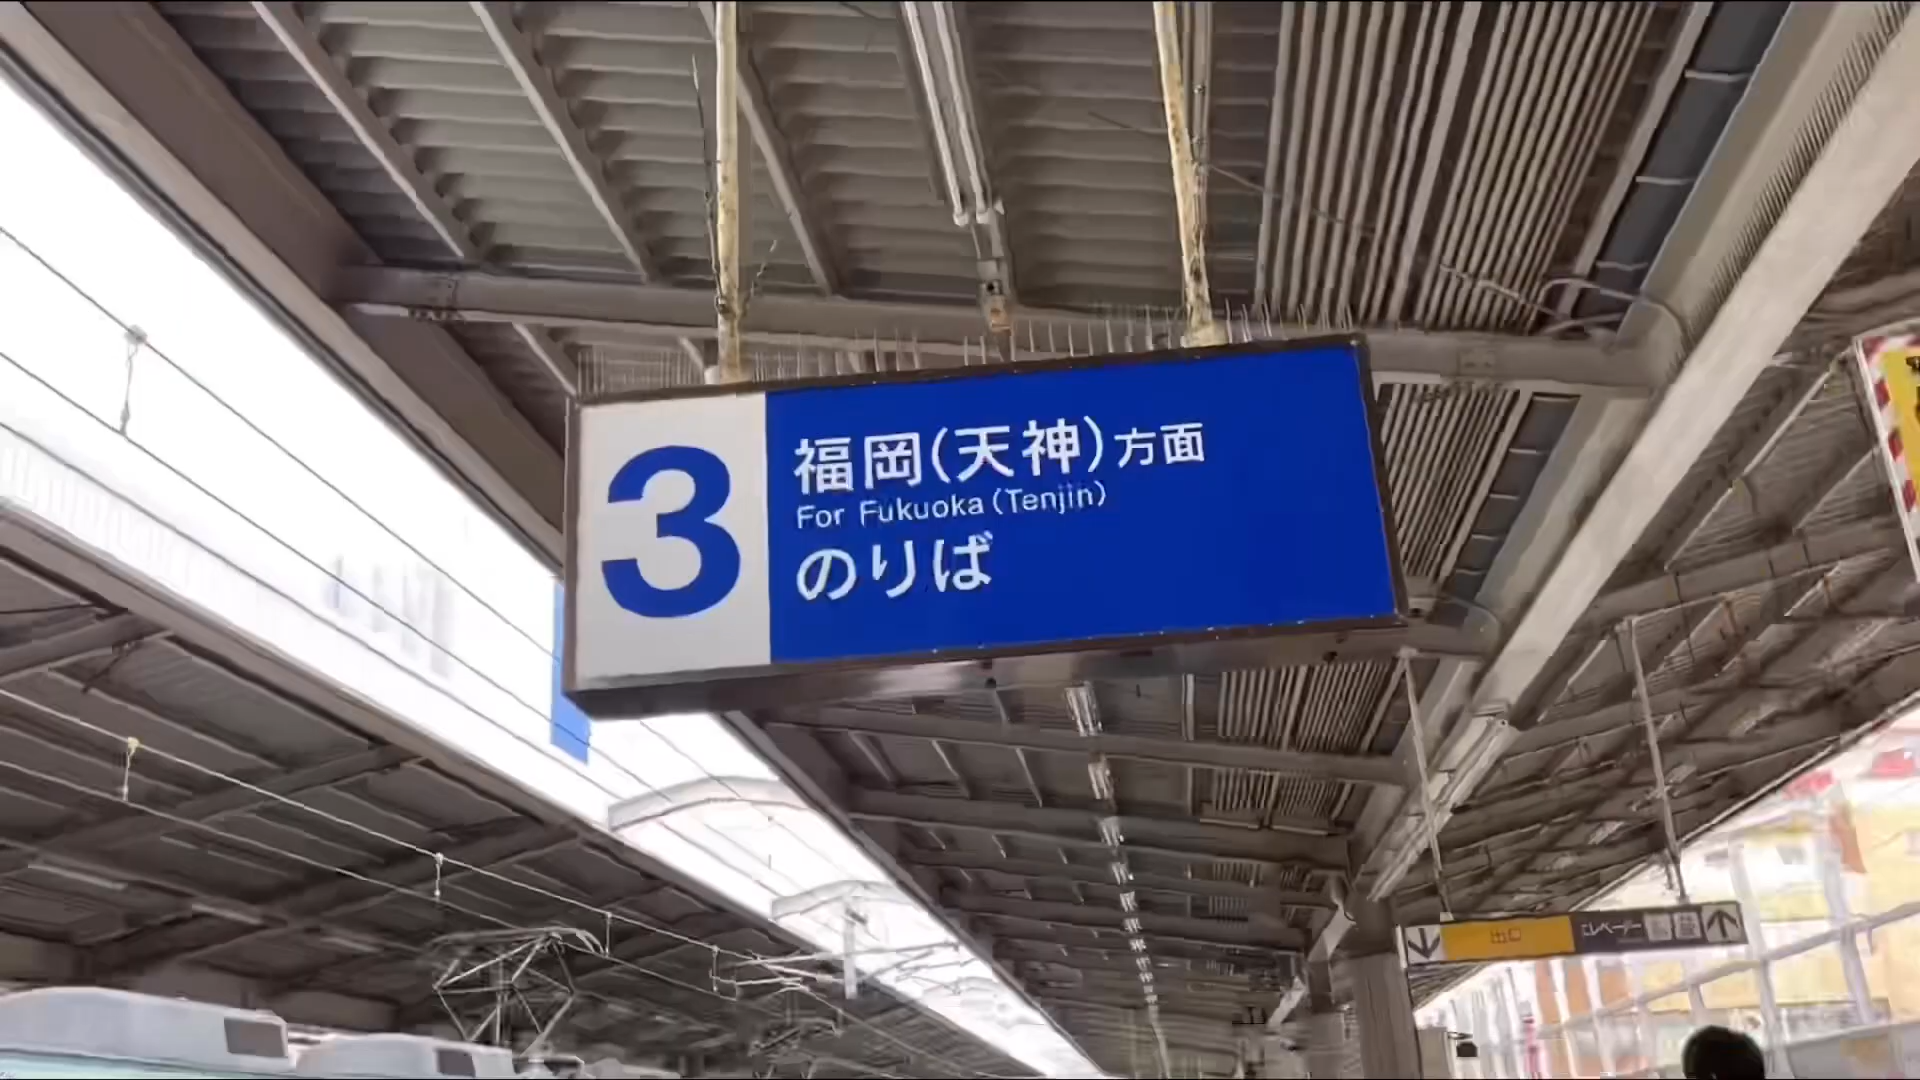 3
福岡(天神)方面
For Fukuoka (Tenjin)
のりば
出口
エレベーター